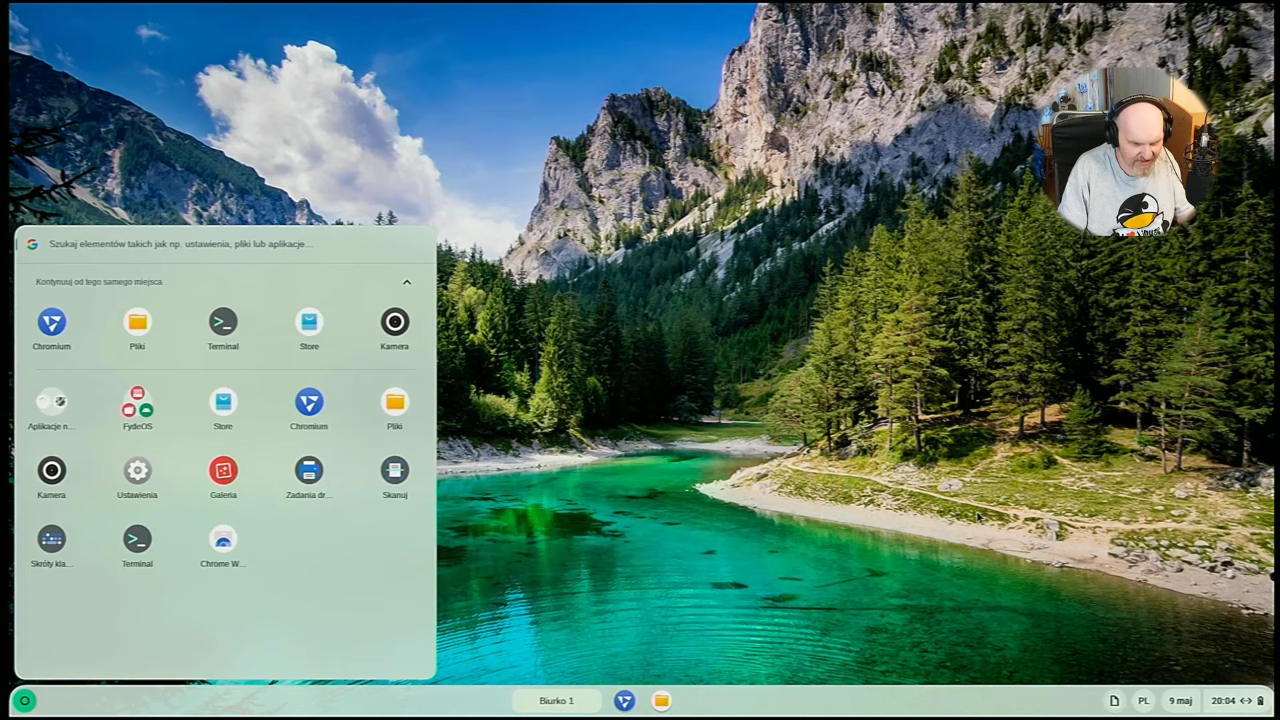 Szukaj elementów takich jak np. ustawienia, pliki lub aplikacje...
Kontynuuj od tego samego miejsca
Chromium Pliki Terminal Store Kamera
Aplikacje n... FydeOS Store Chromium Pliki
Kamera Ustawienia Galeria Zadania dr... Skanuj
Skróty kla... Terminal Chrome W...
Biurko 1 PL 9 maj 20:04